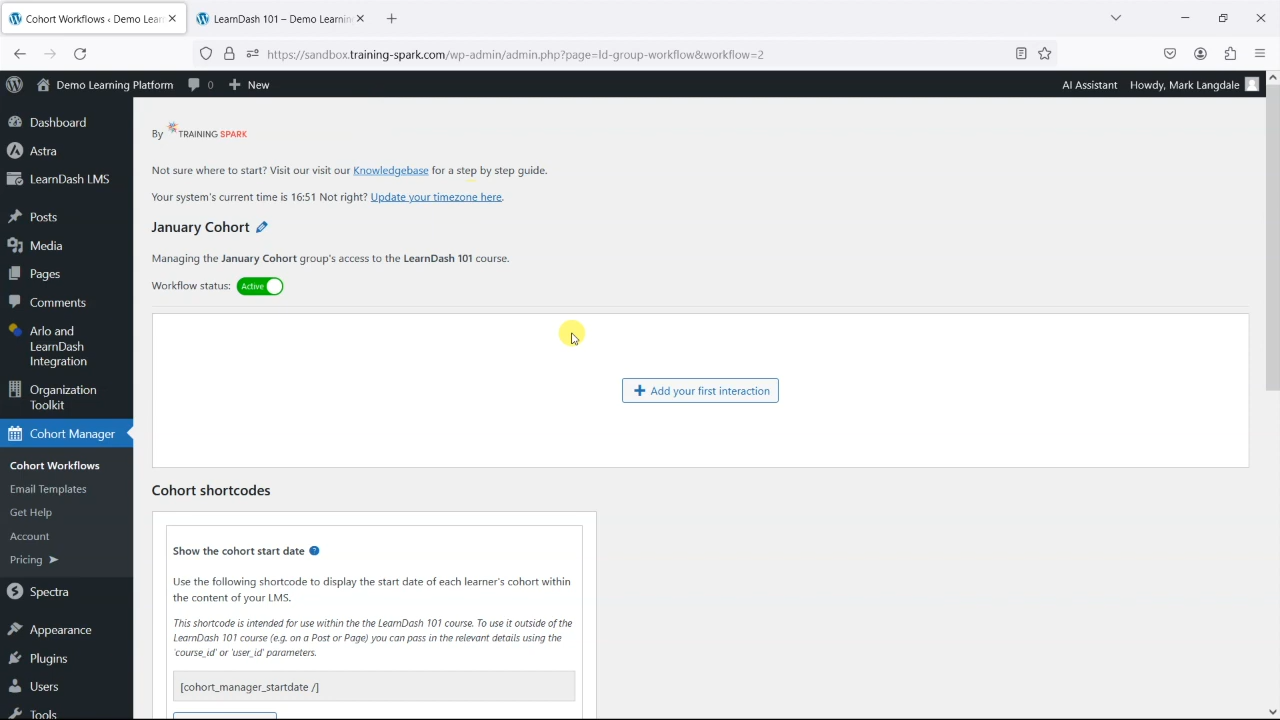 Cohort Workflows ‹ Demo Lear
LearnDash 101 – Demo Learnin
https://sandbox.training-spark.com/wp-admin/admin.php?page=ld-group-workflow&workflow=2
Demo Learning Platform
0
New
AI Assistant
Howdy, Mark Langdale
Dashboard
Astra
LearnDash LMS
Posts
Media
Pages
Comments
Arlo and
LearnDash
Integration
Organization
Toolkit
Cohort Manager
Cohort Workflows
Email Templates
Get Help
Account
Pricing ➤
Spectra
Appearance
Plugins
Users
Tools
By TRAINING SPARK
Not sure where to start? Visit our visit our Knowledgebase for a step by step guide.
Your system's current time is 16:51 Not right? Update your timezone here.
January Cohort
Managing the January Cohort group's access to the LearnDash 101 course.
Workflow status: Active
Add your first interaction
Cohort shortcodes
Show the cohort start date ?
Use the following shortcode to display the start date of each learner's cohort within
the content of your LMS.
This shortcode is intended for use within the the LearnDash 101 course. To use it outside of the
LearnDash 101 course (e.g. on a Post or Page) you can pass in the relevant details using the
'course_id' or 'user_id' parameters.
[cohort_manager_startdate /]